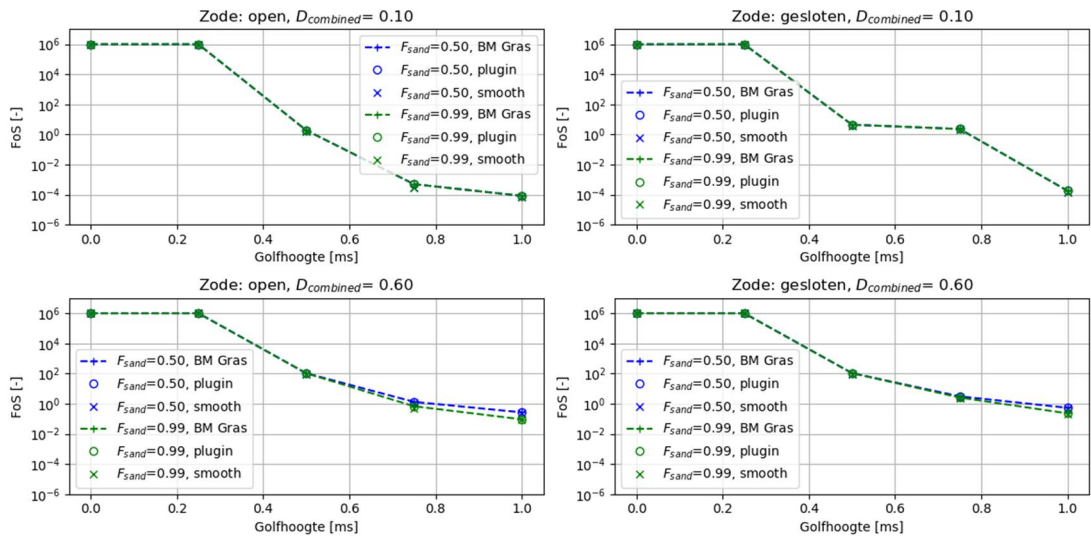 Zode: open, D_combined= 0.10
10^6
10^4
10^2
10^0
10^-2
10^-4
10^-6
FoS [-]
F_sand=0.50, BM Gras
F_sand=0.50, plugin
F_sand=0.50, smooth
F_sand=0.99, BM Gras
F_sand=0.99, plugin
F_sand=0.99, smooth
0.0 0.2 0.4 0.6 0.8 1.0
Golfhoogte [ms]
Zode: gesloten, D_combined= 0.10
10^6
10^4
10^2
10^0
10^-2
10^-4
10^-6
FoS [-]
F_sand=0.50, BM Gras
F_sand=0.50, plugin
F_sand=0.50, smooth
F_sand=0.99, BM Gras
F_sand=0.99, plugin
F_sand=0.99, smooth
0.0 0.2 0.4 0.6 0.8 1.0
Golfhoogte [ms]
Zode: open, D_combined= 0.60
10^6
10^4
10^2
10^0
10^-2
10^-4
10^-6
FoS [-]
F_sand=0.50, BM Gras
F_sand=0.50, plugin
F_sand=0.50, smooth
F_sand=0.99, BM Gras
F_sand=0.99, plugin
F_sand=0.99, smooth
0.0 0.2 0.4 0.6 0.8 1.0
Golfhoogte [ms]
Zode: gesloten, D_combined= 0.60
10^6
10^4
10^2
10^0
10^-2
10^-4
10^-6
FoS [-]
F_sand=0.50, BM Gras
F_sand=0.50, plugin
F_sand=0.50, smooth
F_sand=0.99, BM Gras
F_sand=0.99, plugin
F_sand=0.99, smooth
0.0 0.2 0.4 0.6 0.8 1.0
Golfhoogte [ms]